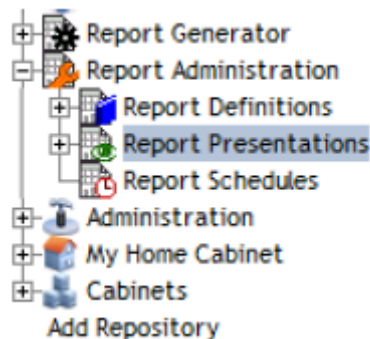 Report Generator
Report Administration
Report Definitions
Report Presentations
Report Schedules
Administration
My Home Cabinet
Cabinets
Add Repository